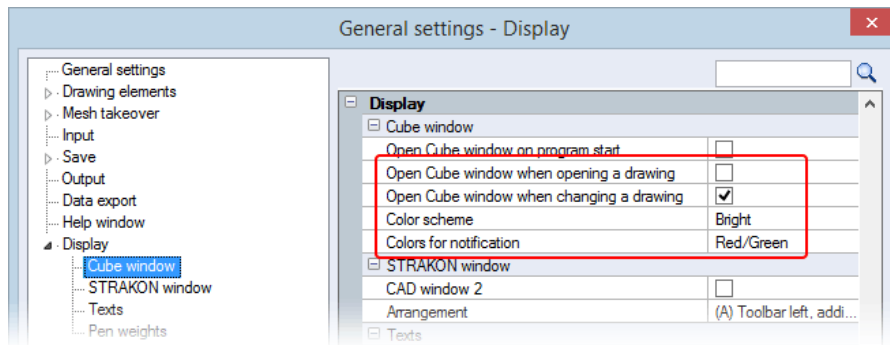 General settings - Display
General settings
Drawing elements
Mesh takeover
Input
Save
Output
Data export
Help window
Display
Cube window
STRAKON window
Texts
Pen weights
Display
Cube window
Open Cube window on program start
Open Cube window when opening a drawing
Open Cube window when changing a drawing
Color scheme Bright
Colors for notification Red/Green
STRAKON window
CAD window 2
Arrangement (A) Toolbar left, addi...
Texts